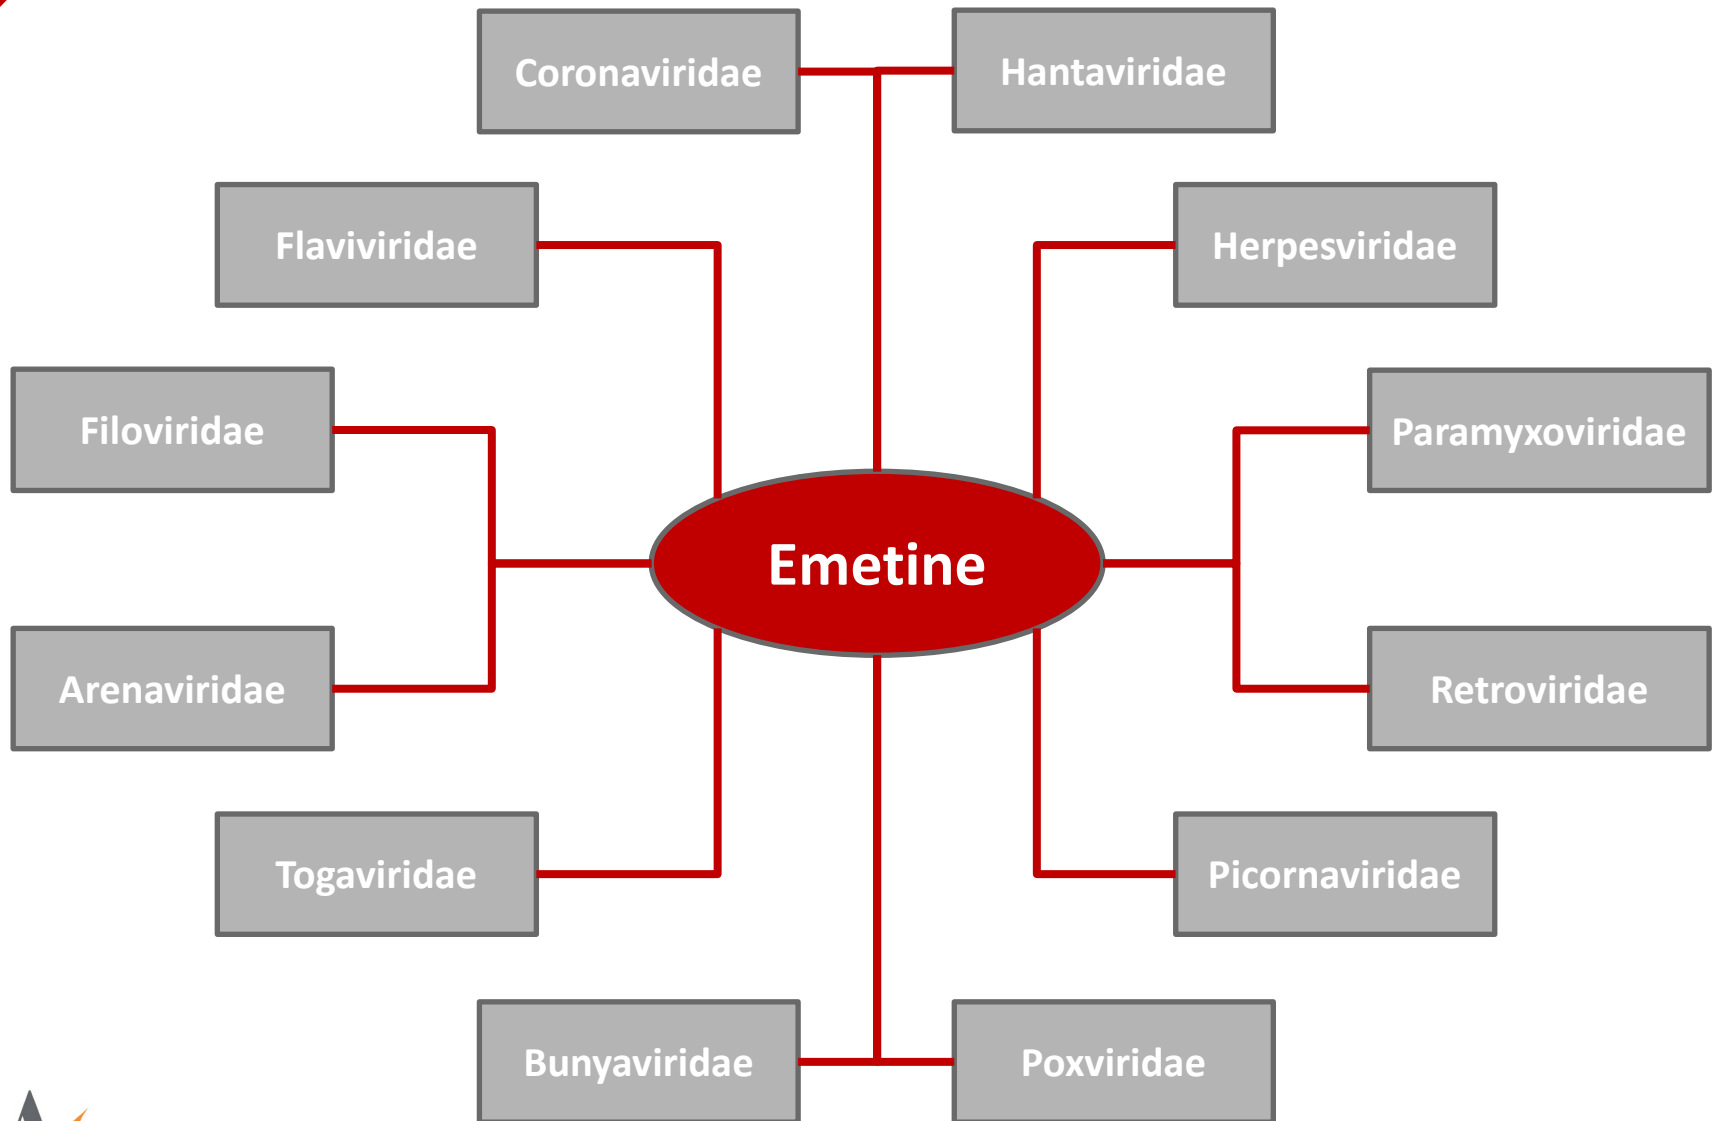 Coronaviridae
Hantaviridae
Flaviviridae
Herpesviridae
Filoviridae
Paramyxoviridae
Emetine
Arenaviridae
Retroviridae
Togaviridae
Picornaviridae
Bunyaviridae
Poxviridae